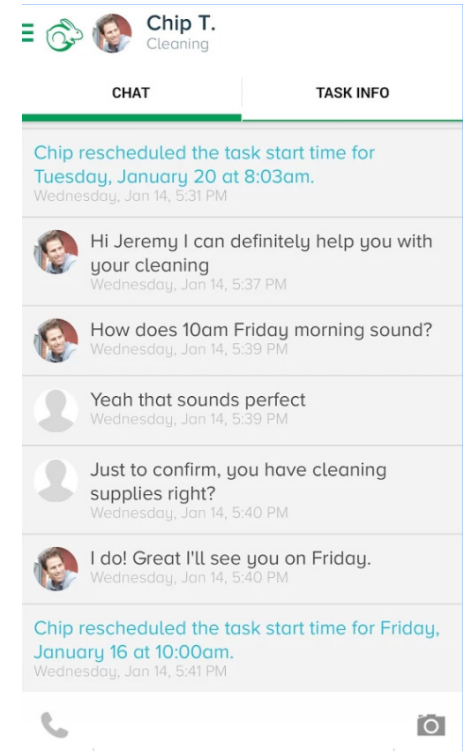 Chip T.
Cleaning
CHAT
TASK INFO
Chip rescheduled the task start time for
Tuesday, January 20 at 8:03am.
Wednesday, Jan 14, 5:31 PM
Hi Jeremy I can definitely help you with
your cleaning
Wednesday, Jan 14, 5:37 PM
How does 10am Friday morning sound?
Wednesday, Jan 14, 5:39 PM
Yeah that sounds perfect
Wednesday, Jan 14, 5:39 PM
Just to confirm, you have cleaning
supplies right?
Wednesday, Jan 14, 5:40 PM
I do! Great I'll see you on Friday.
Wednesday, Jan 14, 5:40 PM
Chip rescheduled the task start time for Friday,
January 16 at 10:00am.
Wednesday, Jan 14, 5:41 PM